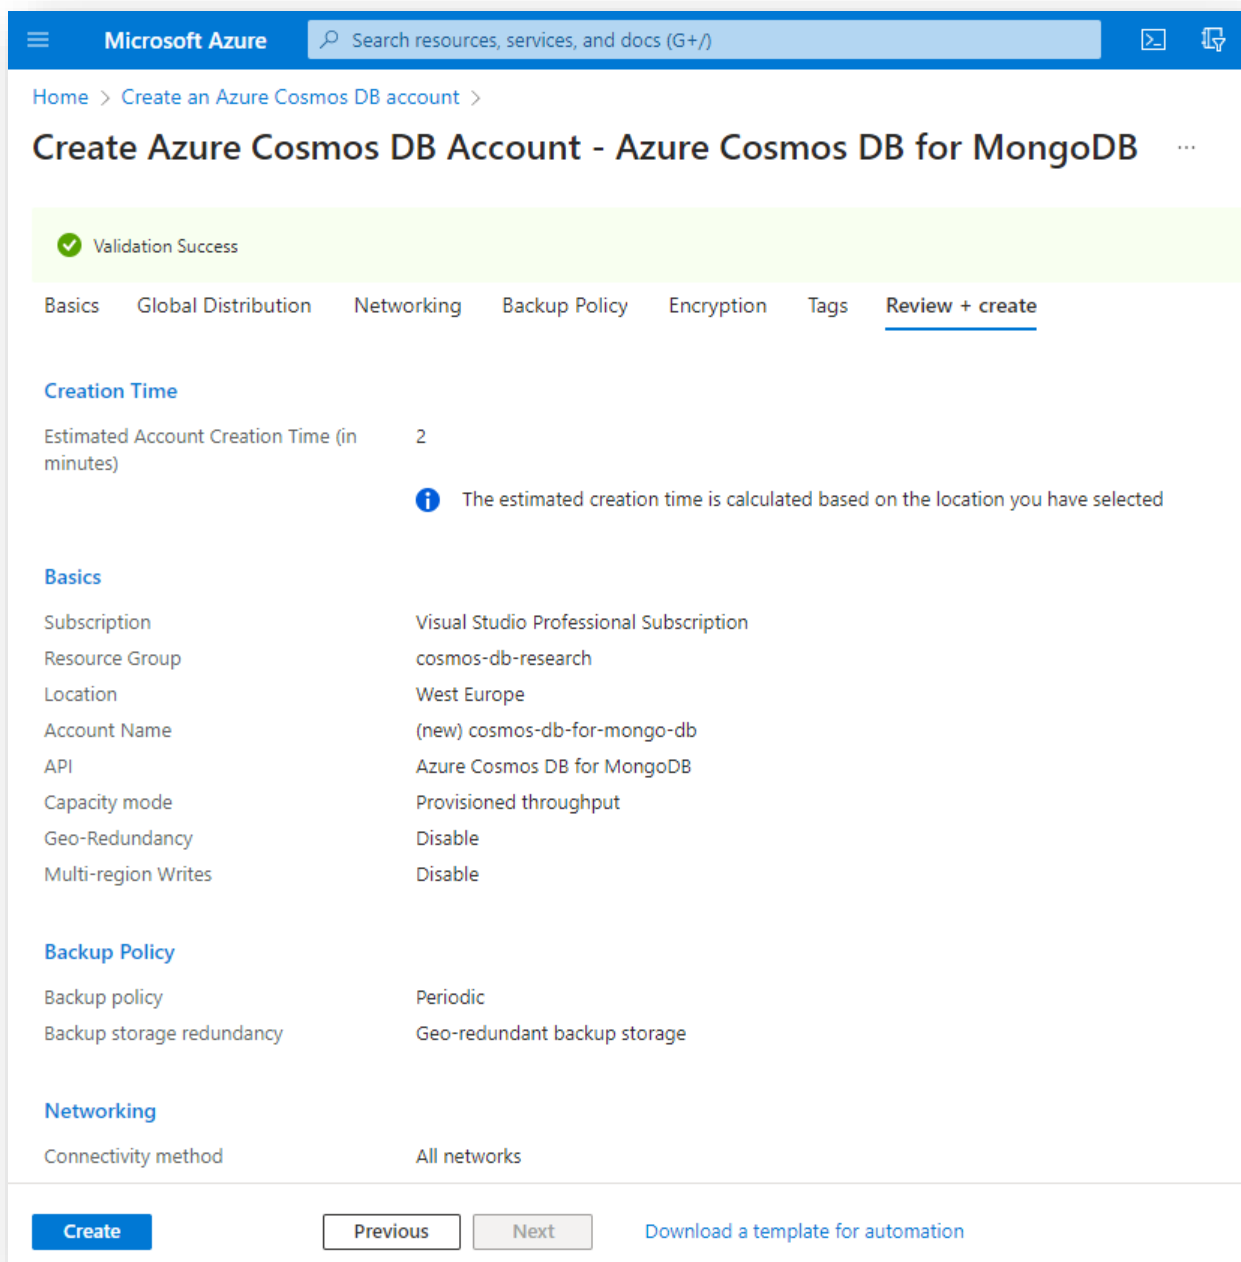 Microsoft Azure
Search resources, services, and docs (G+/)
Home > Create an Azure Cosmos DB account >
Create Azure Cosmos DB Account - Azure Cosmos DB for MongoDB ...
Validation Success
Basics Global Distribution Networking Backup Policy Encryption Tags Review + create
Creation Time
Estimated Account Creation Time (in 2
minutes)
The estimated creation time is calculated based on the location you have selected
Basics
Subscription Visual Studio Professional Subscription
Resource Group cosmos-db-research
Location West Europe
Account Name (new) cosmos-db-for-mongo-db
API Azure Cosmos DB for MongoDB
Capacity mode Provisioned throughput
Geo-Redundancy Disable
Multi-region Writes Disable
Backup Policy
Backup policy Periodic
Backup storage redundancy Geo-redundant backup storage
Networking
Connectivity method All networks
Create Previous Next Download a template for automation